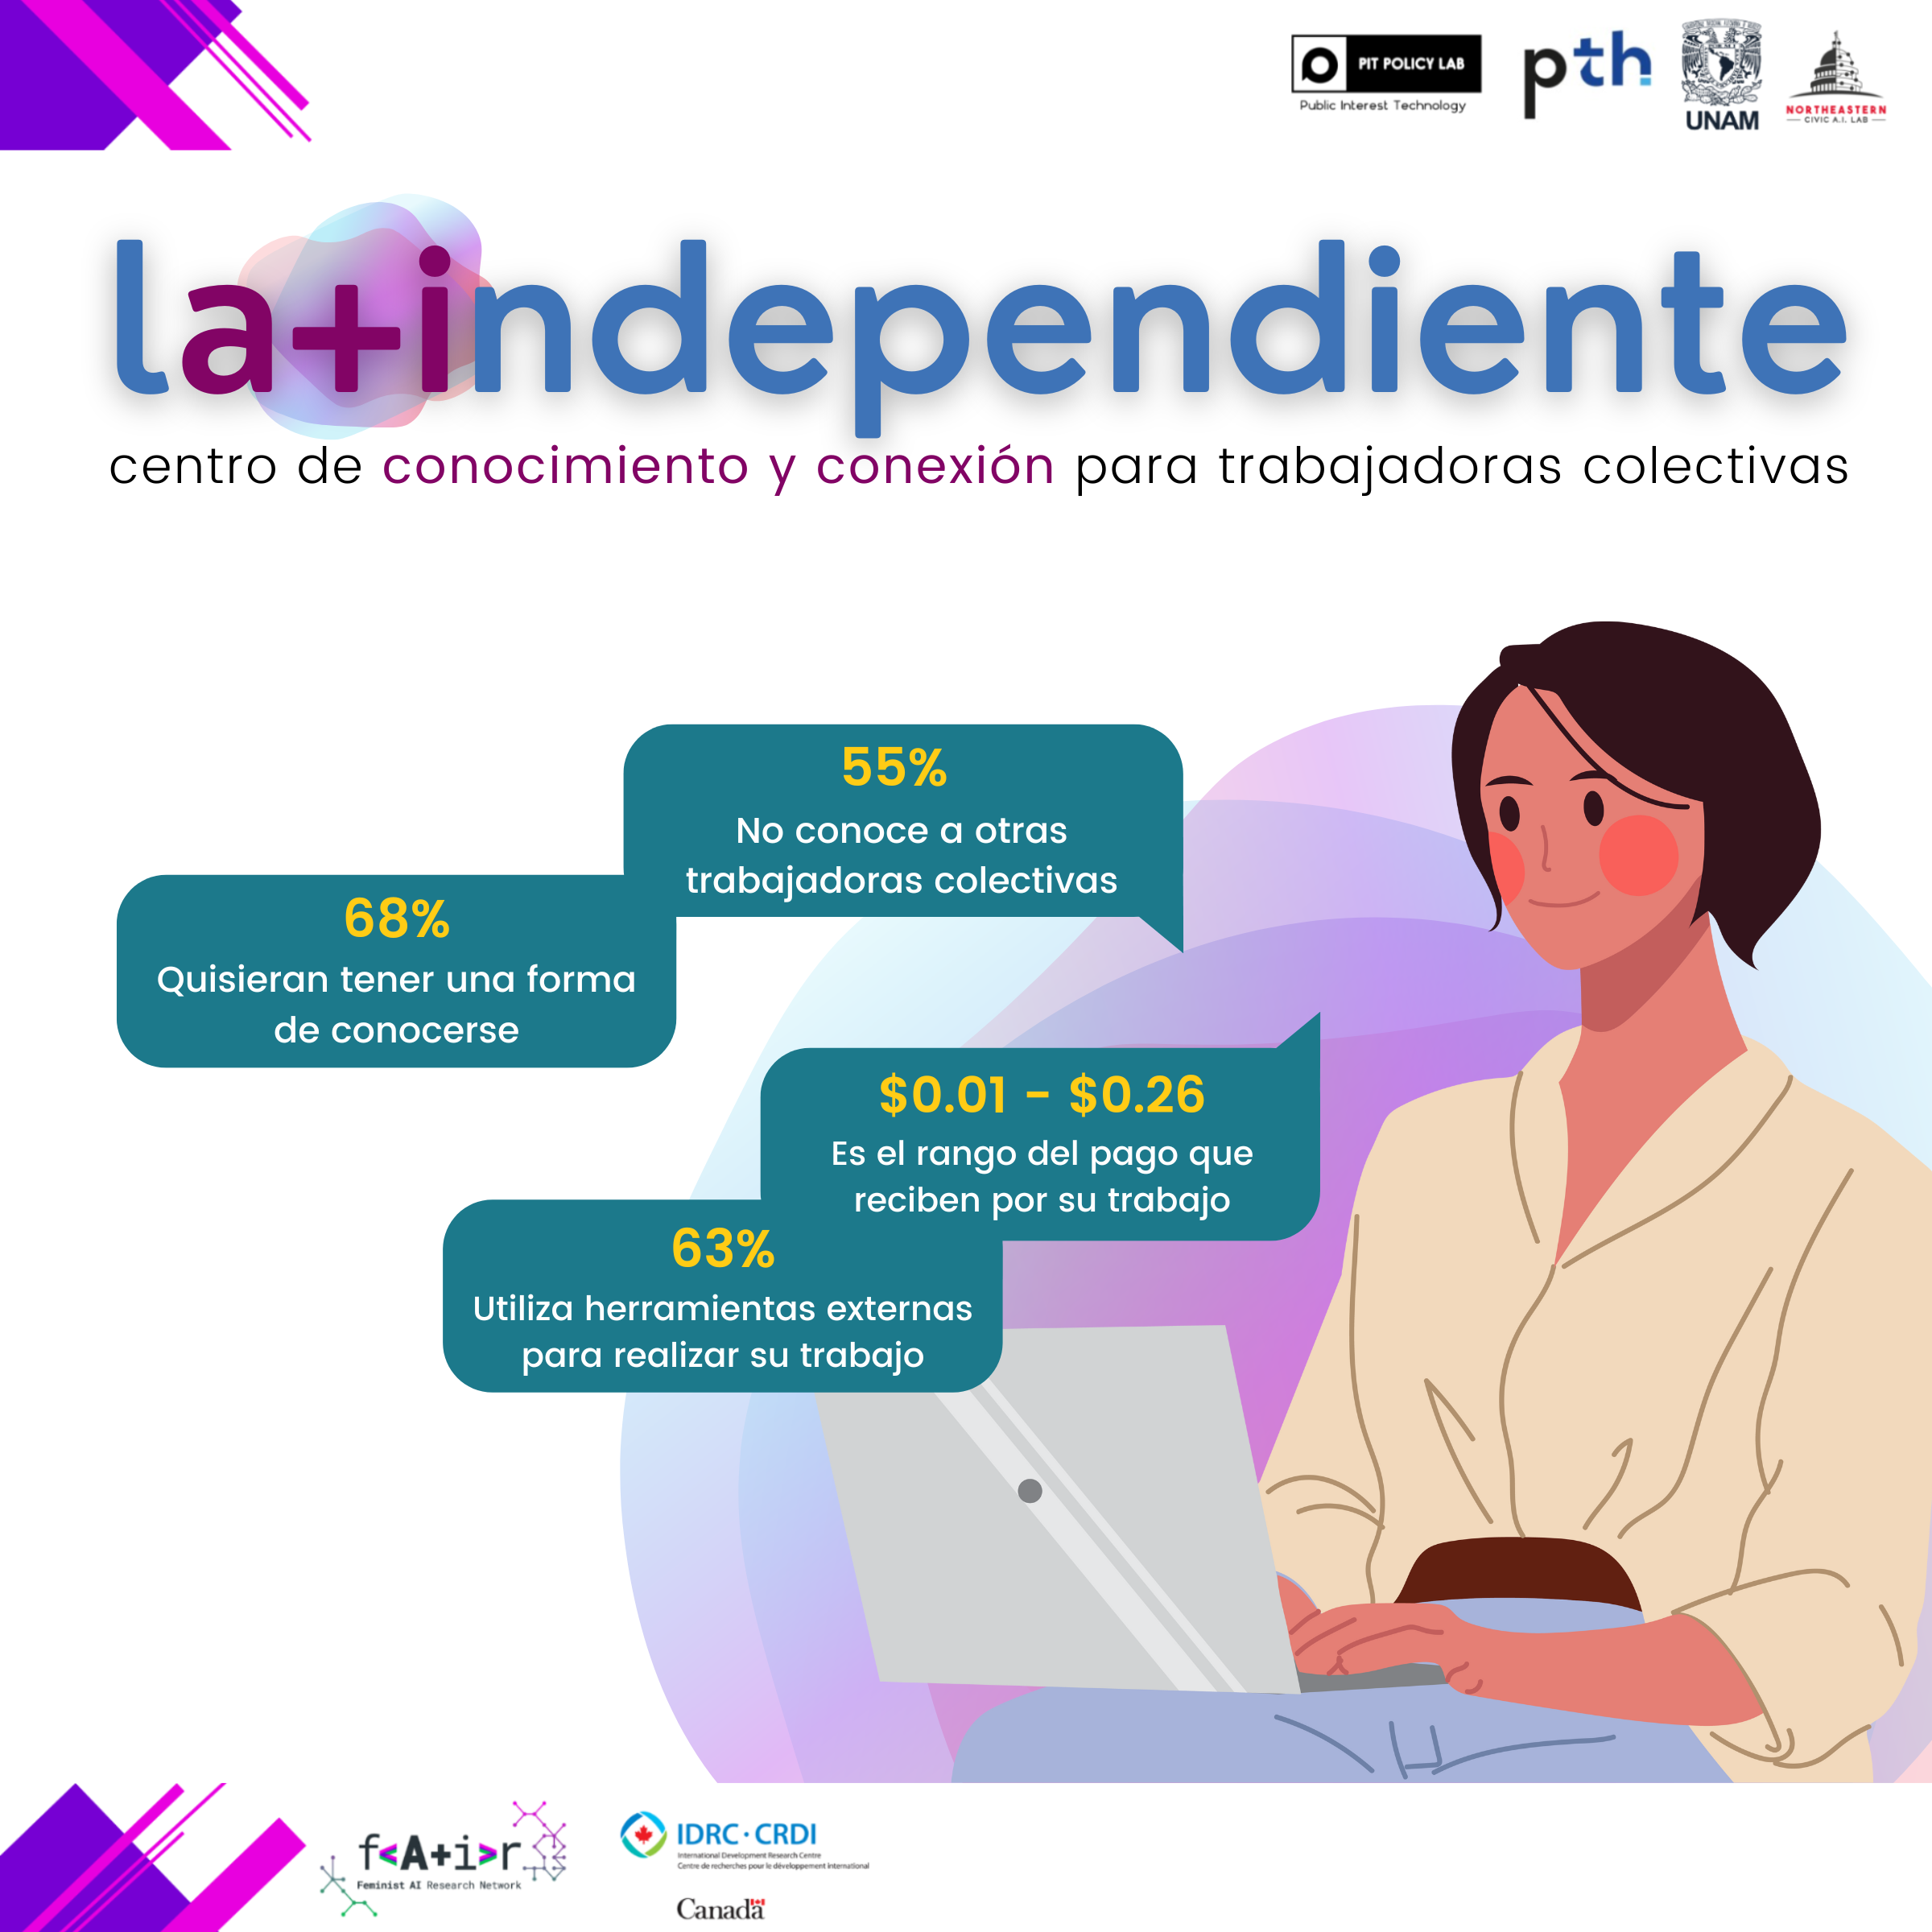 PIT POLICY LAB
Public Interest Technology
pth
UNAM
NORTHEASTERN
CIVIC A.I. LAB
la+independiente
centro de conocimiento y conexión para trabajadoras colectivas
55%
No conoce a otras
trabajadoras colectivas
68%
Quisieran tener una forma
de conocerse
$0.01 - $0.26
Es el rango del pago que
reciben por su trabajo
63%
Utiliza herramientas externas
para realizar su trabajo
f<A+i>r
Feminist AI Research Network
IDRC · CRDI
International Development Research Centre
Centre de recherches pour le développement international
Canada